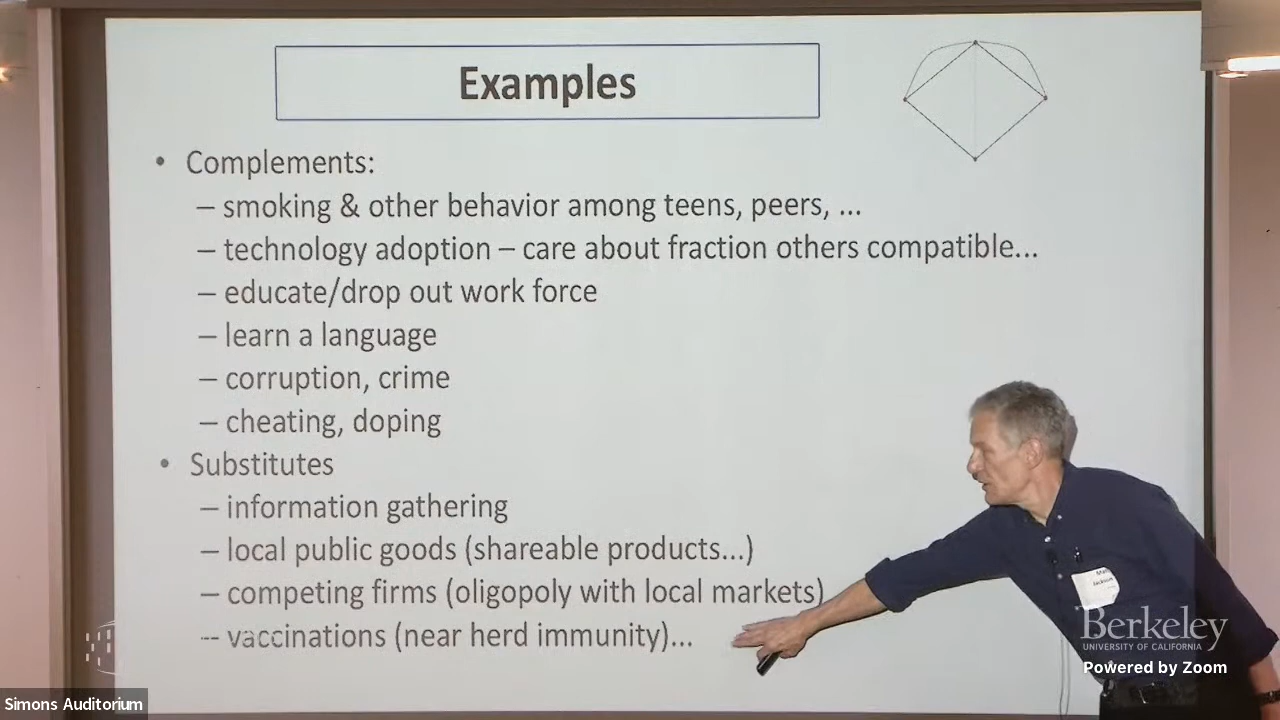 Examples
• Complements:
– smoking & other behavior among teens, peers, ...
– technology adoption – care about fraction others compatible...
– educate/drop out work force
– learn a language
– corruption, crime
– cheating, doping
• Substitutes
– information gathering
– local public goods (shareable products...)
– competing firms (oligopoly with local markets)
– vaccinations (near herd immunity)...
Jackson
Berkeley
UNIVERSITY OF CALIFORNIA
Powered by Zoom
Simons Auditorium